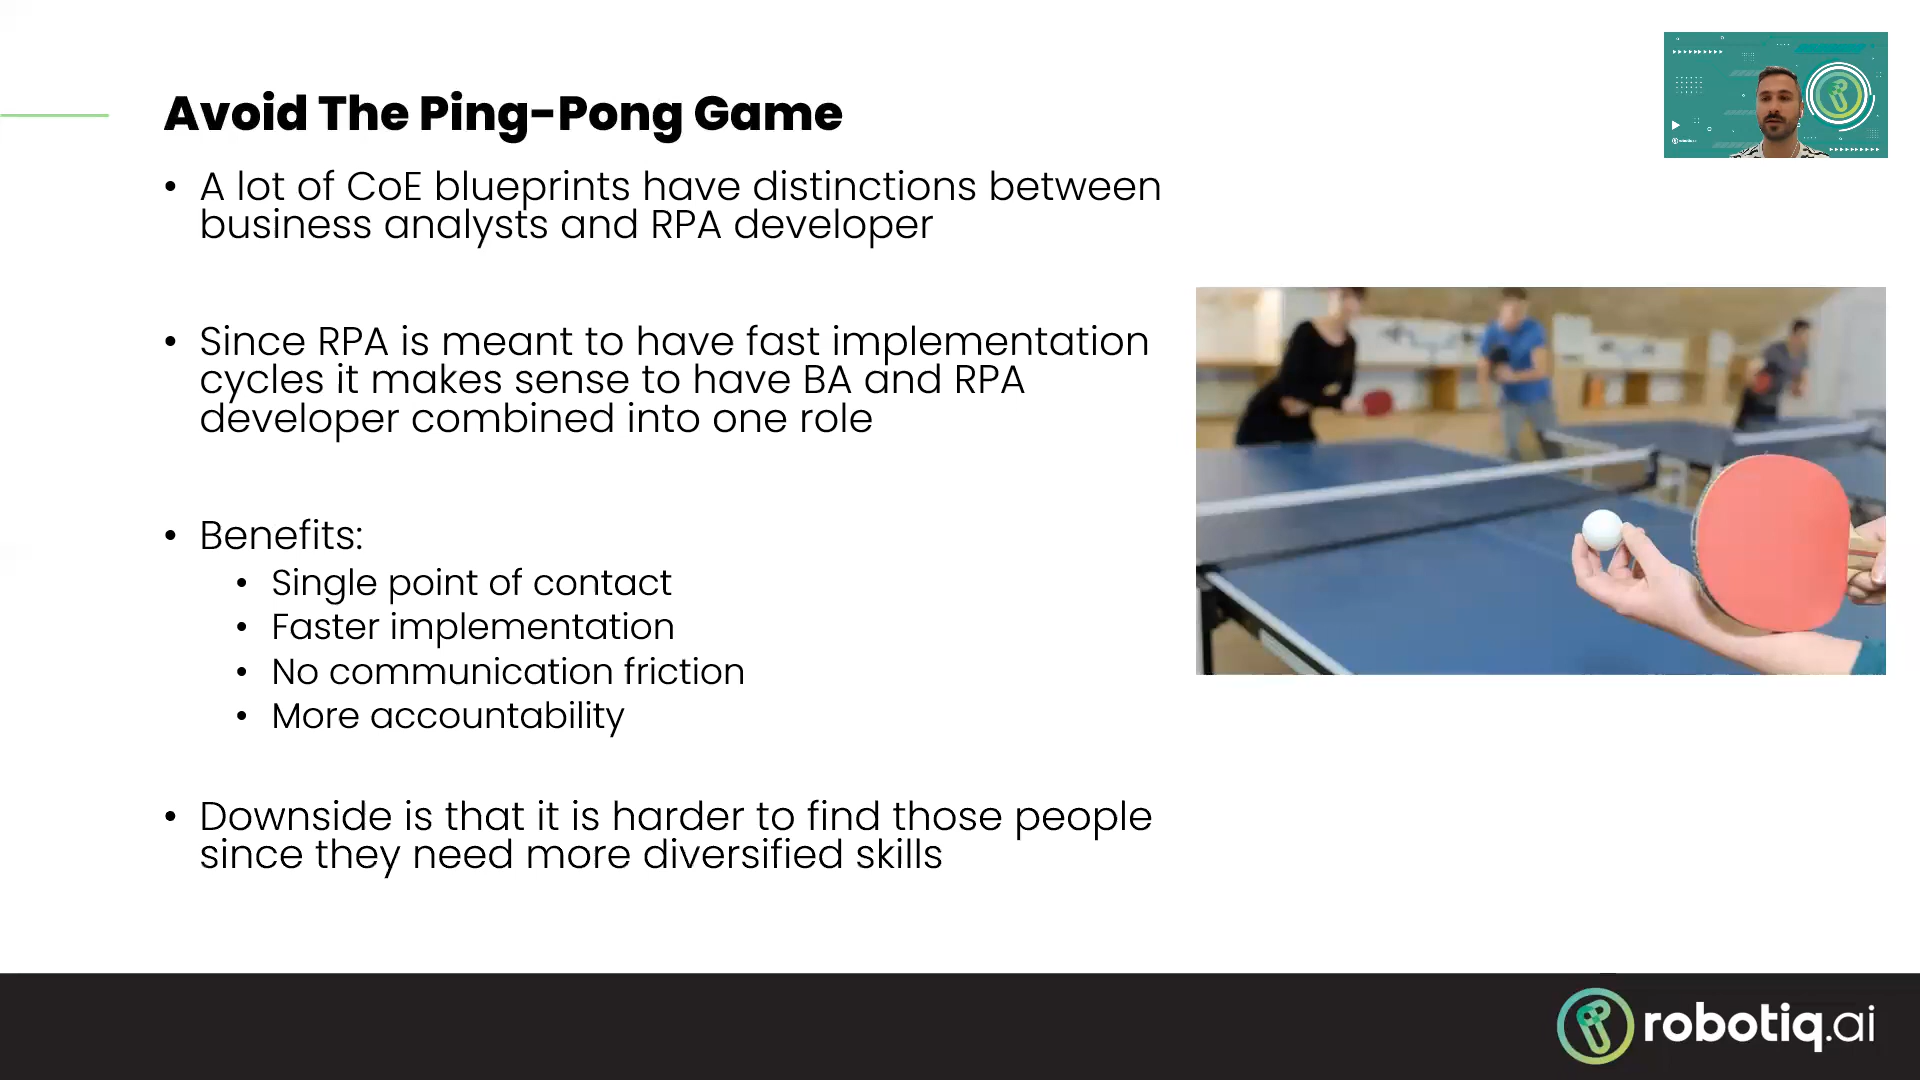 Avoid The Ping-Pong Game
• A lot of CoE blueprints have distinctions between
business analysts and RPA developer
• Since RPA is meant to have fast implementation
cycles it makes sense to have BA and RPA
developer combined into one role
• Benefits:
• Single point of contact
• Faster implementation
• No communication friction
• More accountability
• Downside is that it is harder to find those people
since they need more diversified skills
robotiq.ai